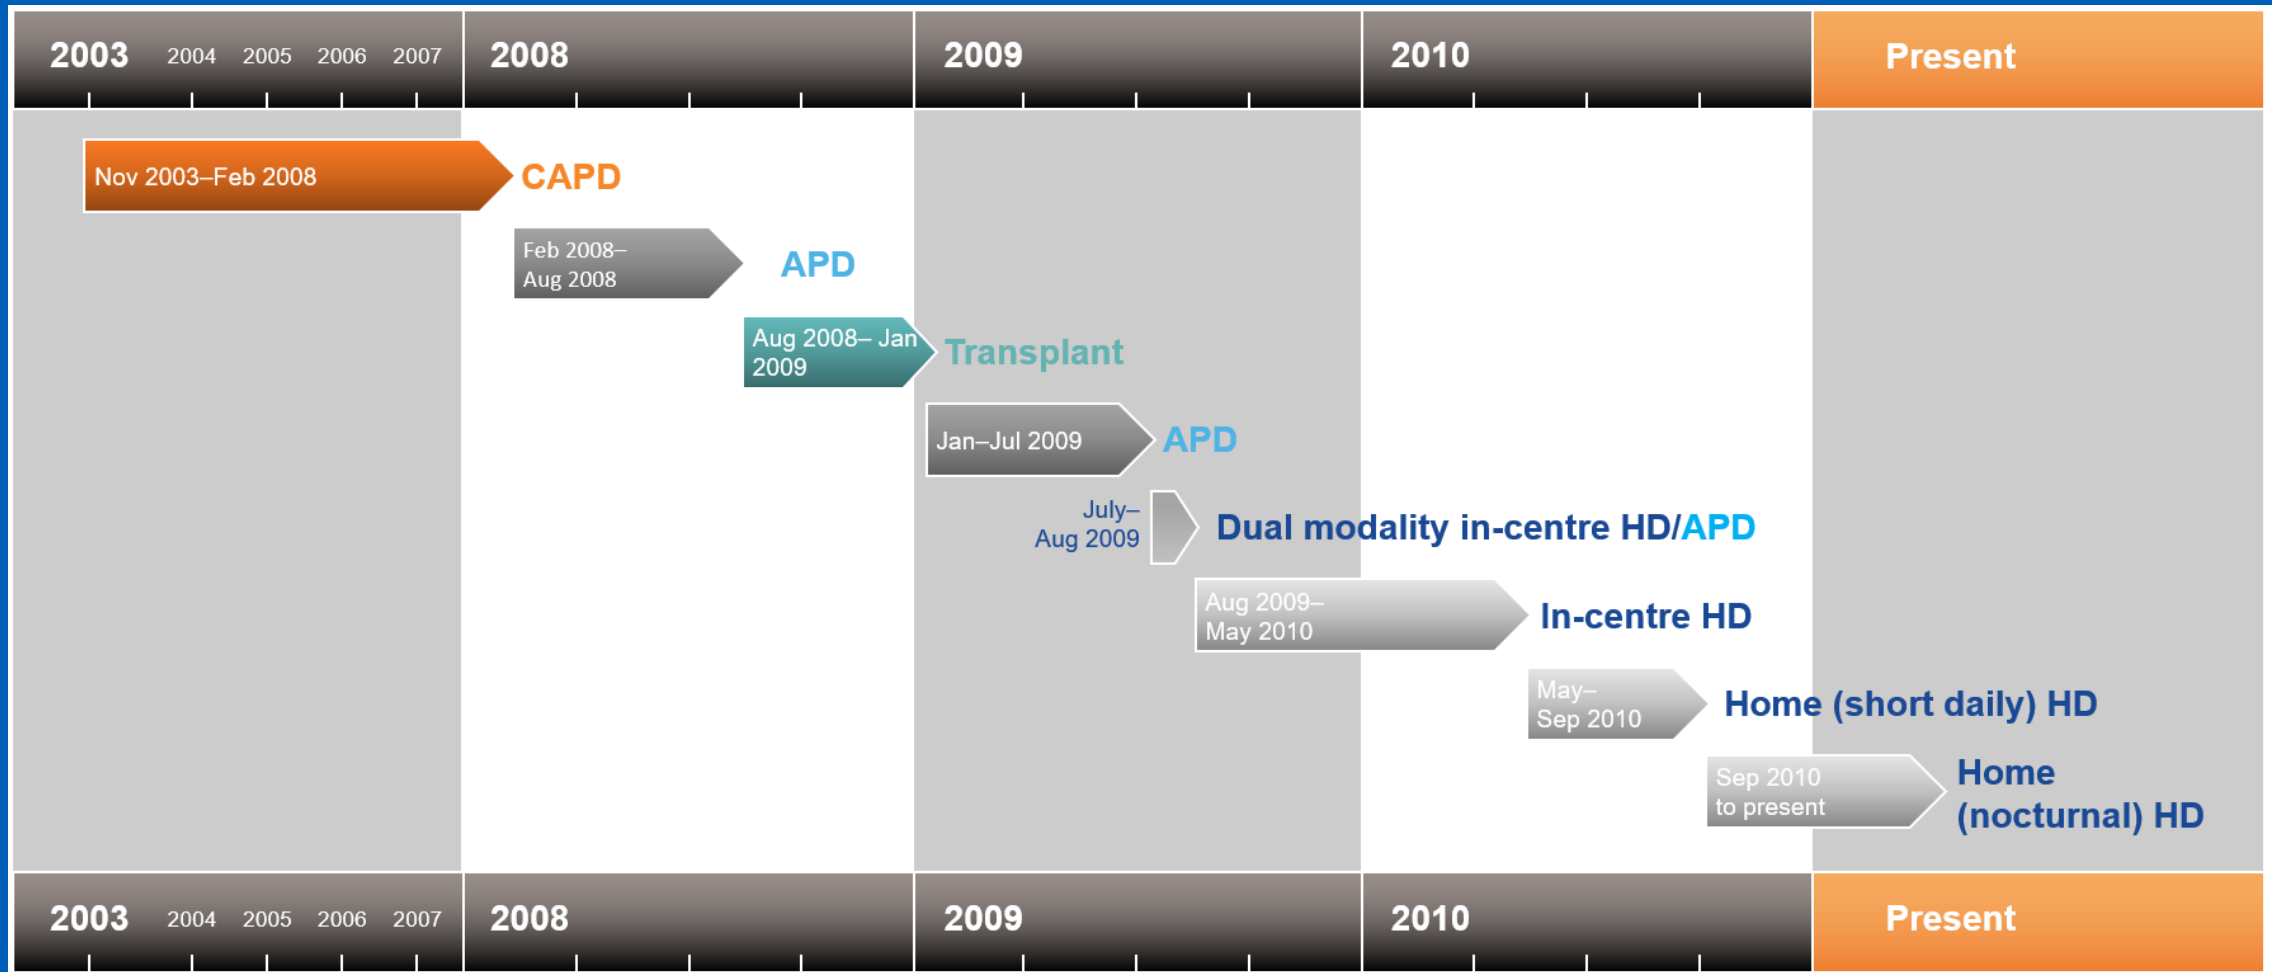 2003 2004 2005 2006 2007 2008 2009 2010 Present
Nov 2003–Feb 2008 CAPD
Feb 2008–
Aug 2008
APD
Aug 2008– Jan
2009
Transplant
Jan–Jul 2009 APD
July–
Aug 2009
Dual modality in-centre HD/APD
Aug 2009–
May 2010
In-centre HD
May–
Sep 2010
Home (short daily) HD
Sep 2010
to present
Home
(nocturnal) HD
2003 2004 2005 2006 2007 2008 2009 2010 Present